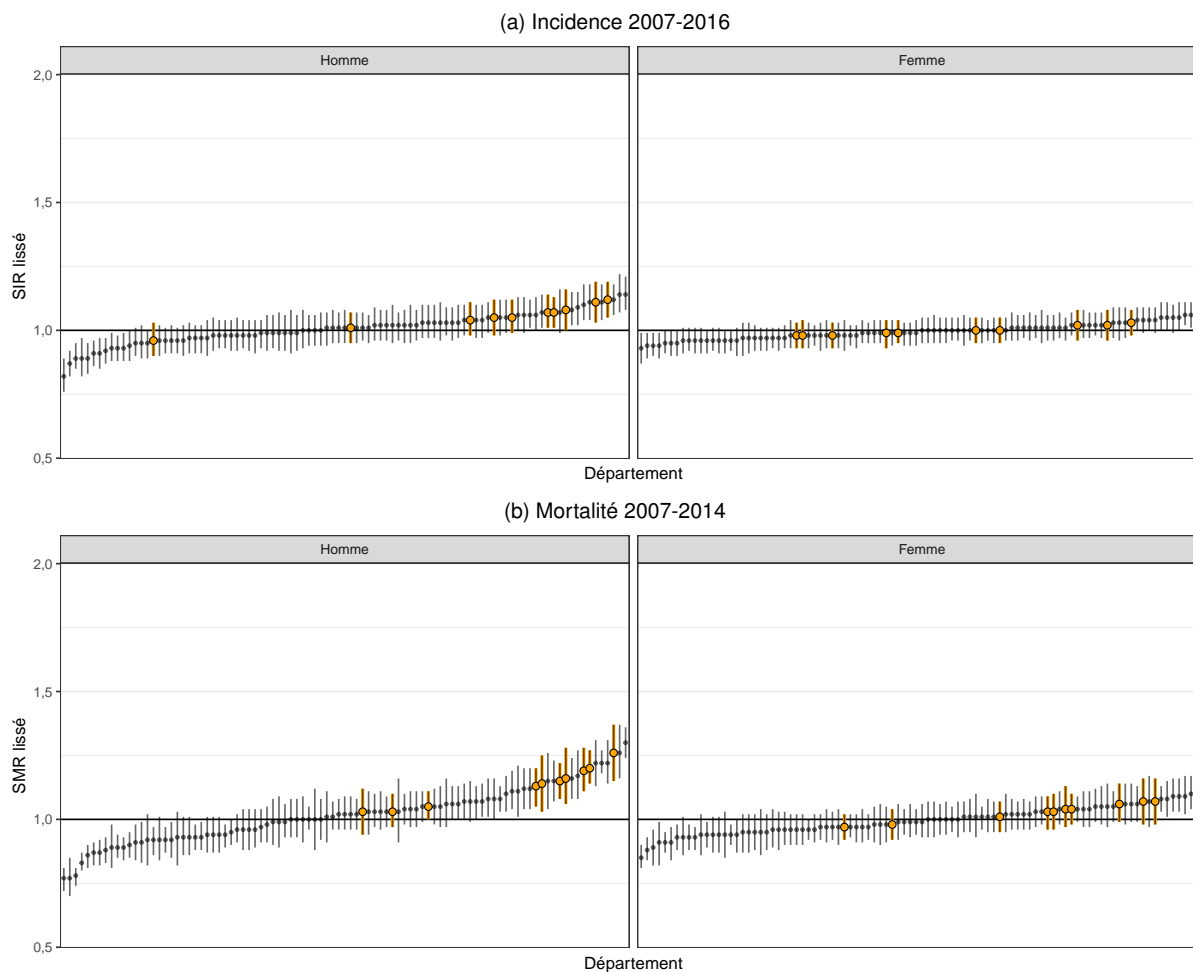 (a) Incidence 2007-2016
Homme
Femme
2,0
1,5
1,0
0,5
SIR lissé
Département
(b) Mortalité 2007-2014
Homme
Femme
2,0
1,5
1,0
0,5
SMR lissé
Département